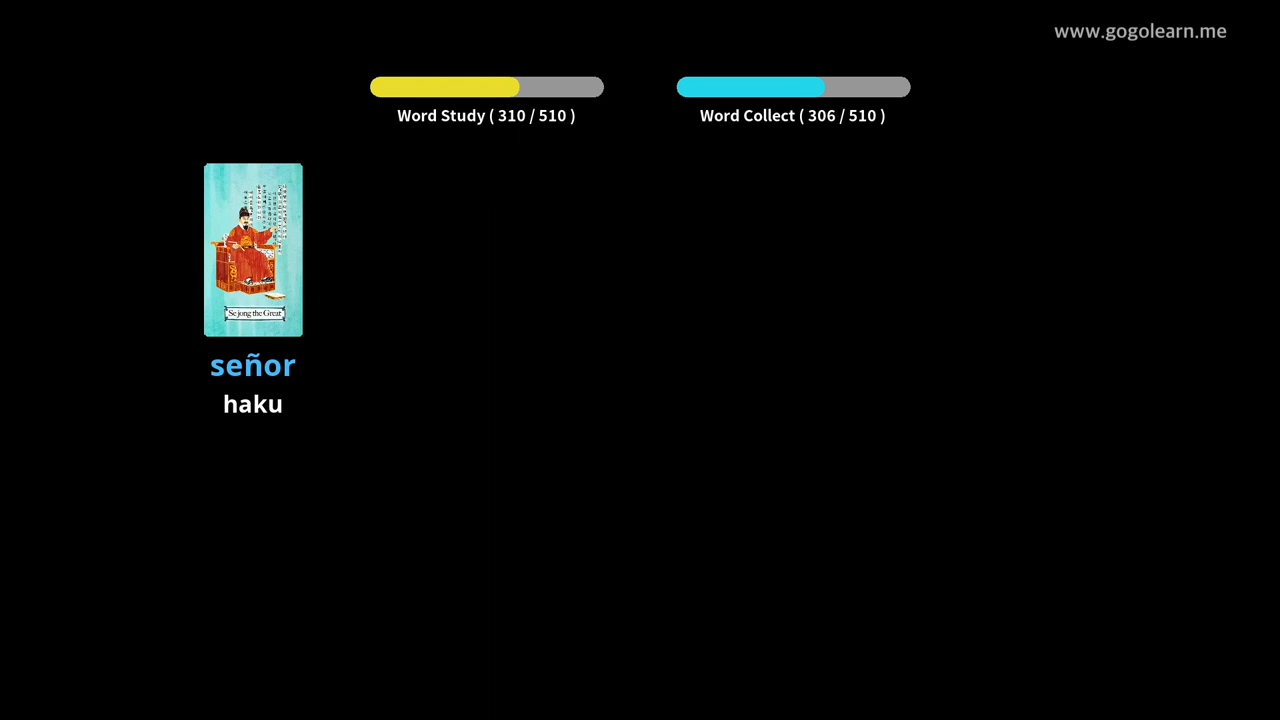 www.gogolearn.me
Word Study ( 310 / 510 )
Word Collect ( 306 / 510 )
Se jong the Great
señor
haku